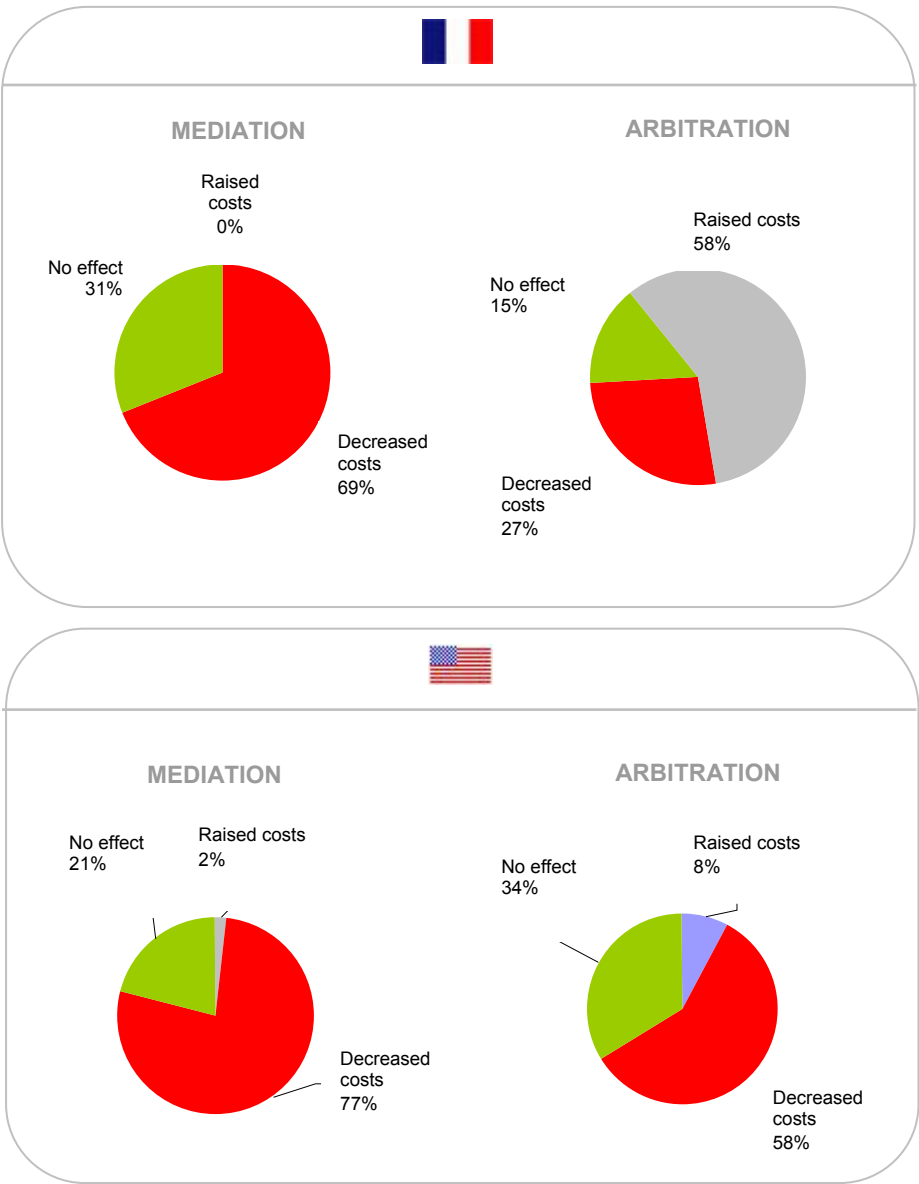 MEDIATION
Raised
costs
0%
No effect
31%
Decreased
costs
69%
ARBITRATION
Raised costs
58%
No effect
15%
Decreased
costs
27%
MEDIATION
No effect
21%
Raised costs
2%
Decreased
costs
77%
ARBITRATION
Raised costs
8%
No effect
34%
Decreased
costs
58%